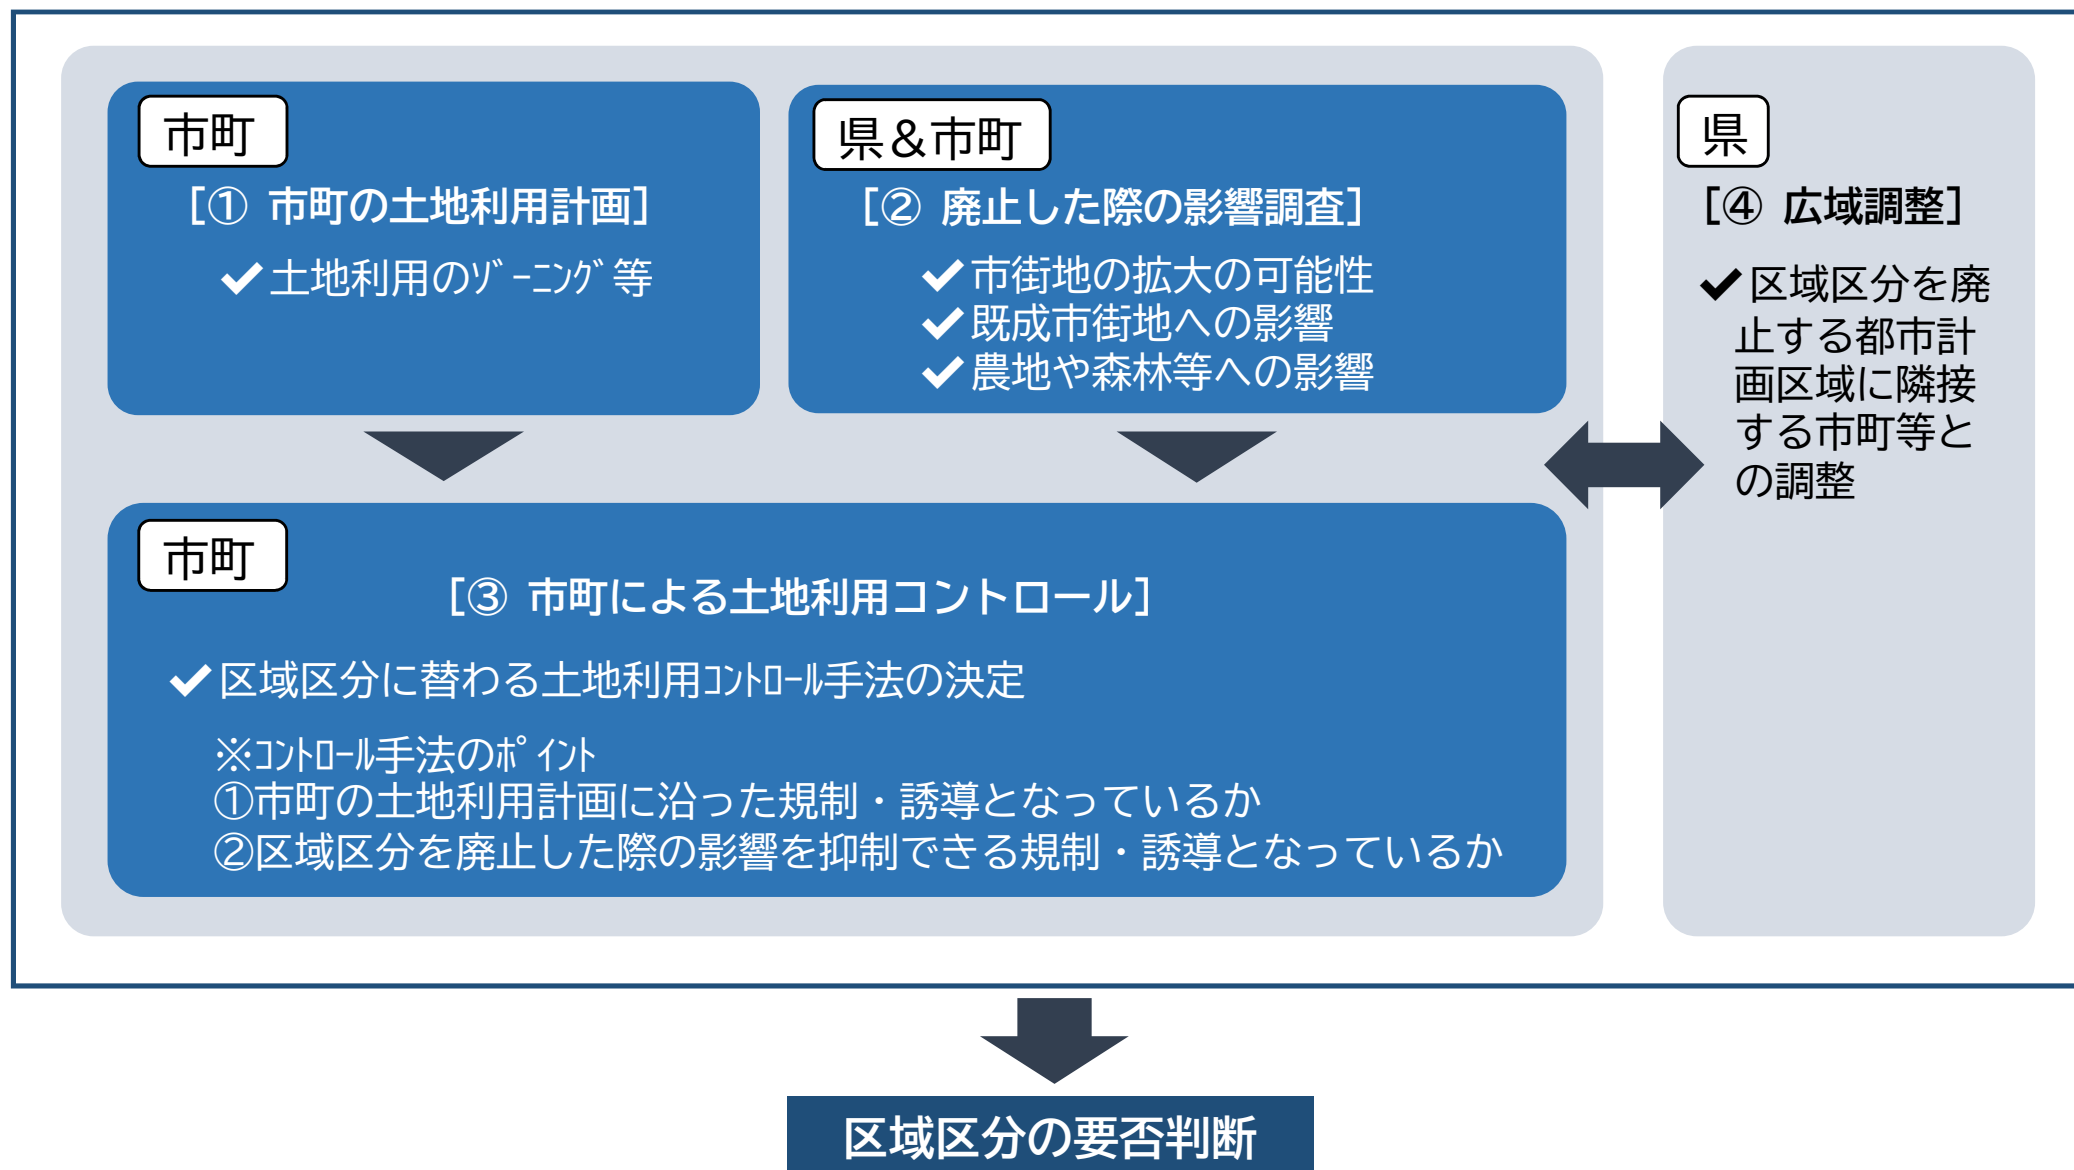 市町
［① 市町の土地利用計画］
✔土地利用のｿﾞｰﾆﾝｸﾞ等
県＆市町
［② 廃止した際の影響調査］
✔市街地の拡大の可能性
✔既成市街地への影響
✔農地や森林等への影響
市町
［③ 市町による土地利用コントロール］
✔区域区分に替わる土地利用ｺﾝﾄﾛｰﾙ手法の決定
※ｺﾝﾄﾛｰﾙ手法のﾎﾟｲﾝﾄ
①市町の土地利用計画に沿った規制・誘導となっているか
②区域区分を廃止した際の影響を抑制できる規制・誘導となっているか
県
［④ 広域調整］
✔区域区分を廃
止する都市計
画区域に隣接
する市町等と
の調整
区域区分の要否判断